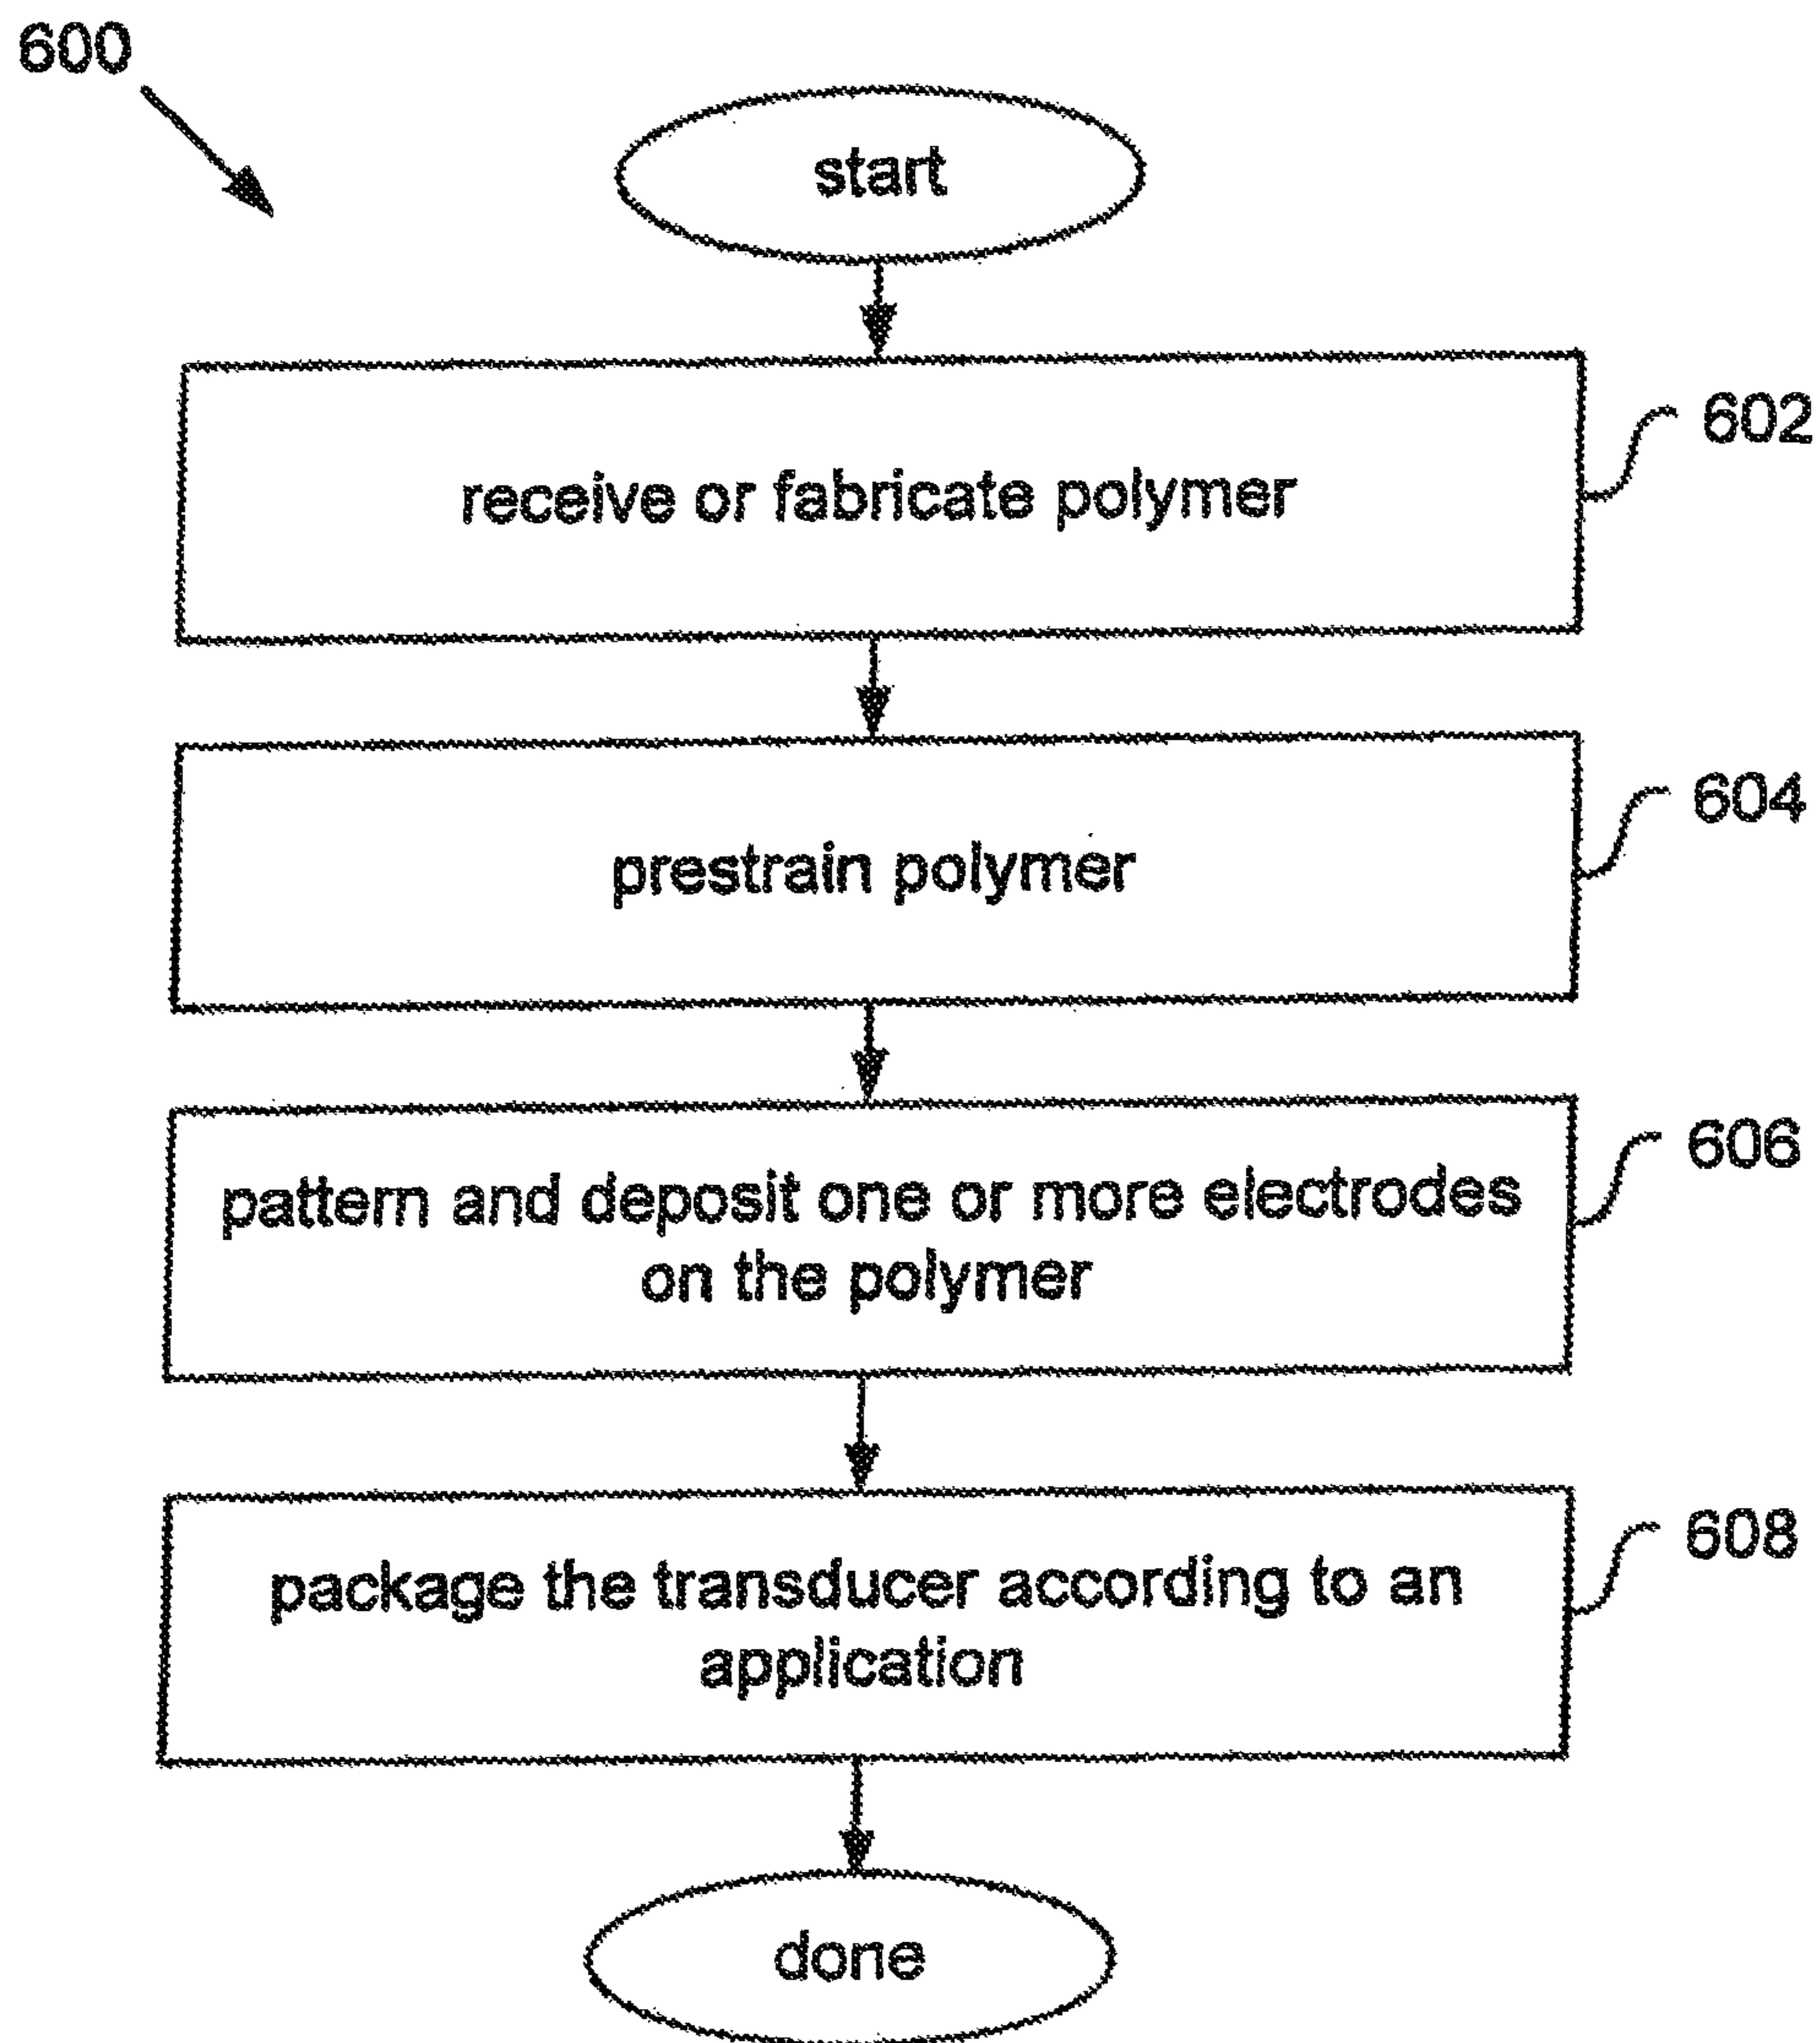 600
start
receive or fabricate polymer
602
prestrain polymer
604
pattern and deposit one or more electrodes
on the polymer
606
package the transducer according to an
application
608
done